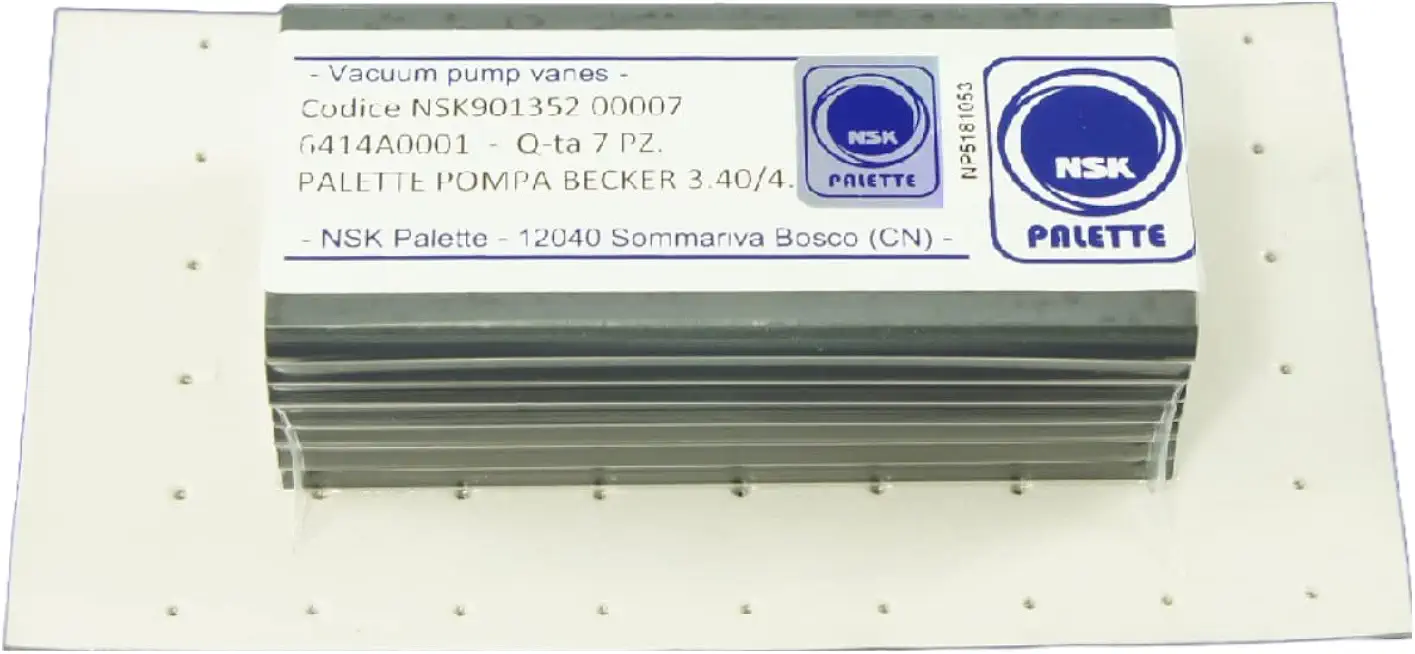 - Vacuum pump vanes -
Codice NSK901352 00007
6414A0001 - Q-ta 7 PZ.
PALETTE POMPA BECKER 3.40/4.
- NSK Palette - 12040 Sommariva Bosco (CN) -
NSK
PALETTE
NP5181053
NSK
PALETTE